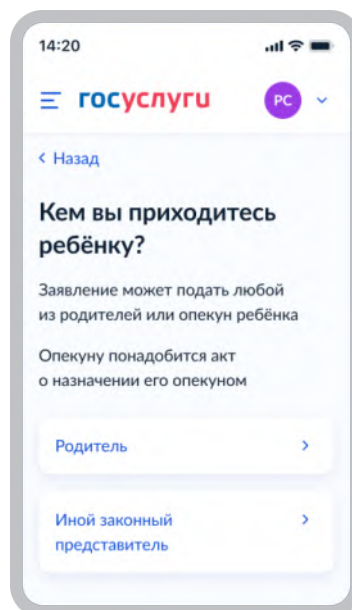 14:20
госуслуги
РС
Назад
Кем вы приходитесь
ребёнку?
Заявление может подать любой
из родителей или опекун ребёнка
Опекуну понадобится акт
о назначении его опекуном
Родитель
Иной законный
представитель